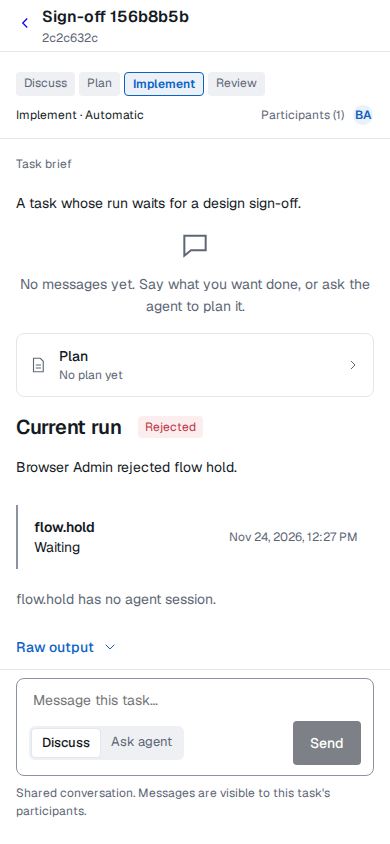 Sign-off 156b8b5b
2c2c632c
Discuss Plan Implement Review
Implement · Automatic Participants (1) BA
Task brief
A task whose run waits for a design sign-off.
No messages yet. Say what you want done, or ask the
agent to plan it.
Plan
No plan yet
Current run Rejected
Browser Admin rejected flow hold.
flow.hold
Waiting
Nov 24, 2026, 12:27 PM
flow.hold has no agent session.
Raw output
Message this task...
Discuss Ask agent Send
Shared conversation. Messages are visible to this task's
participants.